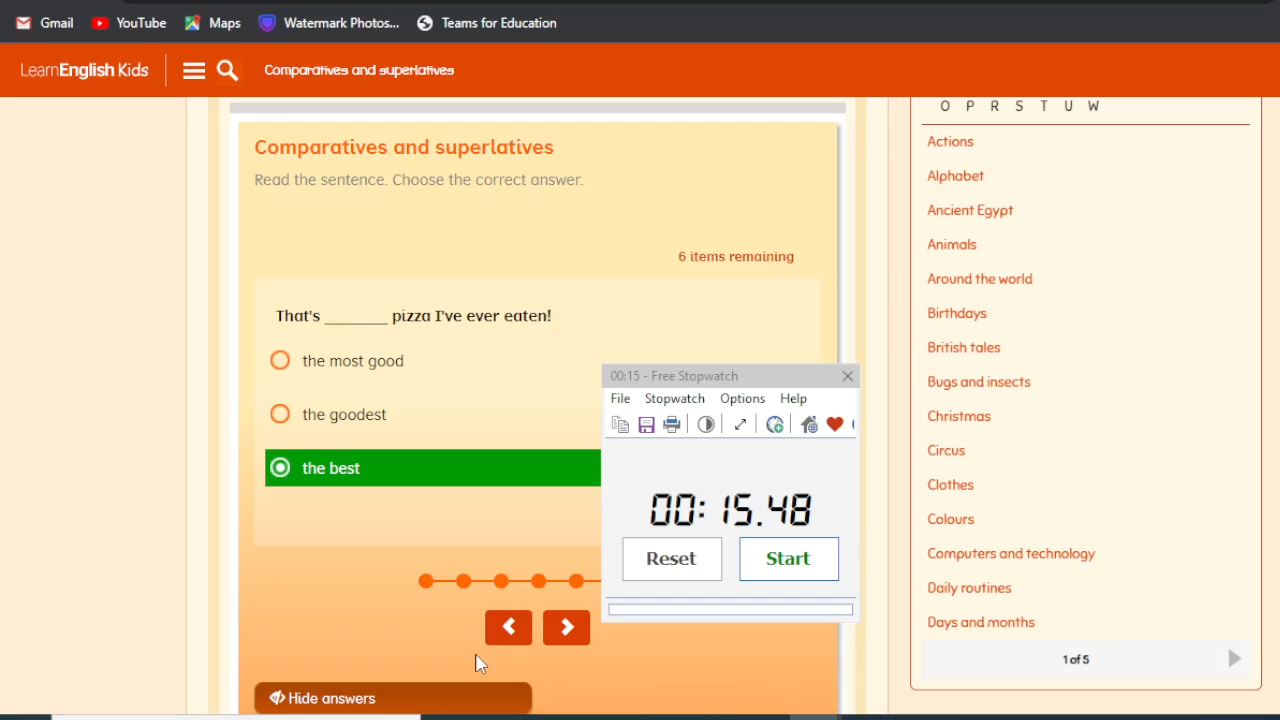 Gmail YouTube Maps Watermark Photos... Teams for Education
LearnEnglish Kids Comparatives and superlatives
Comparatives and superlatives
Read the sentence. Choose the correct answer.
6 items remaining
That's ________ pizza I've ever eaten!
the most good
the goodest
the best
Hide answers
00:15 - Free Stopwatch
File Stopwatch Options Help
00:15.48
Reset Start
O P R S T U W
Actions
Alphabet
Ancient Egypt
Animals
Around the world
Birthdays
British tales
Bugs and insects
Christmas
Circus
Clothes
Colours
Computers and technology
Daily routines
Days and months
1 of 5